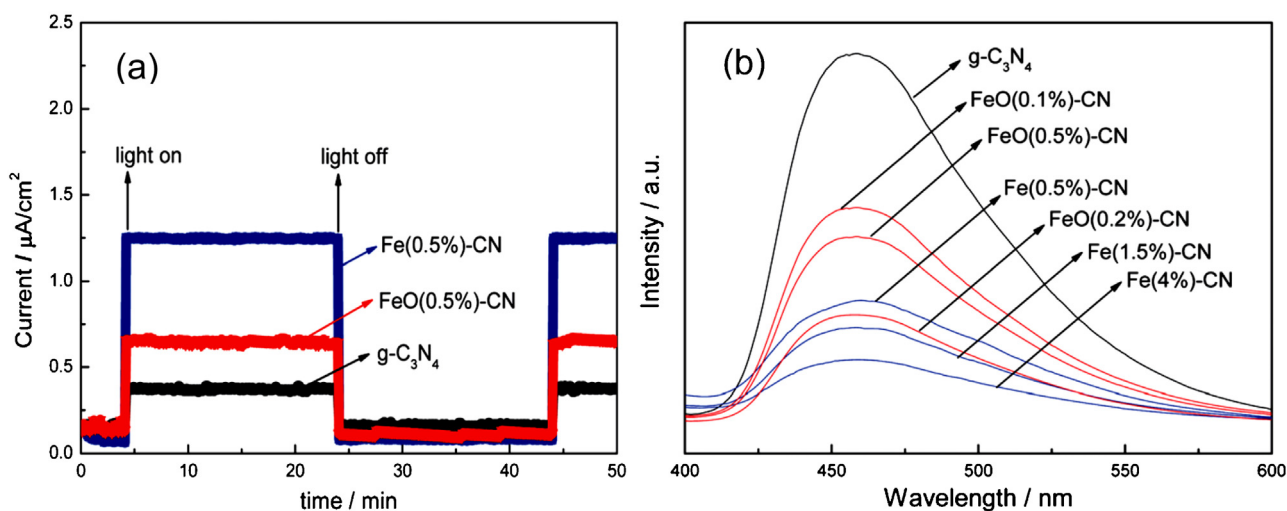 (a)
2.5
2.0
1.5
1.0
0.5
0.0
Current / µA/cm²
light on
light off
Fe(0.5%)-CN
FeO(0.5%)-CN
g-C₃N₄
0 10 20 30 40 50
time / min
(b)
Intensity / a.u.
g-C₃N₄
FeO(0.1%)-CN
FeO(0.5%)-CN
Fe(0.5%)-CN
FeO(0.2%)-CN
Fe(1.5%)-CN
Fe(4%)-CN
400 450 500 550 600
Wavelength / nm